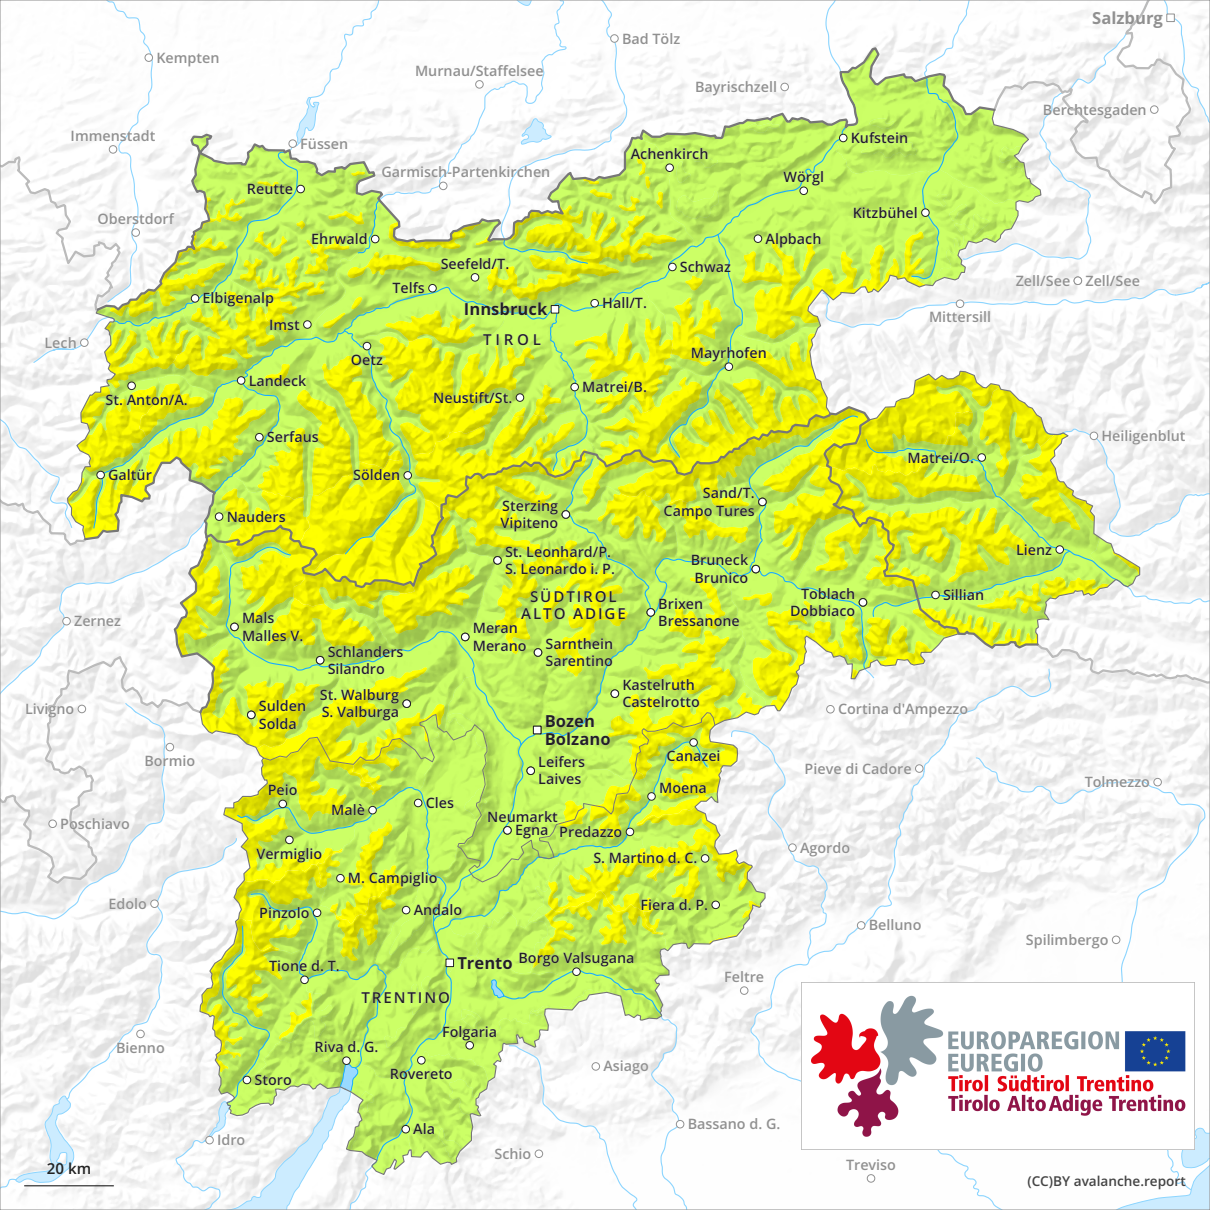 Salzburg
Bad Tölz
Kempten
Murnau/Staffelsee
Bayrischzell
Berchtesgaden
Immenstadt
Füssen
Kufstein
Achenkirch
Garmisch-Partenkirchen
Wörgl
Reutte
Oberstdorf
Kitzbühel
Ehrwald
Alpbach
Seefeld/T.
Schwaz
Zell/See
Zell/See
Telfs
Elbigenalp
Hall/T.
Innsbruck
Mittersill
Imst
TIROL
Lech
Oetz
Mayrhofen
Landeck
Matrei/B.
St. Anton/A.
Neustift/St.
Serfaus
Heiligenblut
Matrei/O.
Galtür
Sölden
Sand/T.
Campo Tures
Sterzing
Vipiteno
Nauders
St. Leonhard/P.
S. Leonardo i. P.
Lienz
Bruneck
Brunico
SÜDTIROL
ALTO ADIGE
Toblach
Dobbiaco
Sillian
Brixen
Bressanone
Zernez
Mals
Malles V.
Meran
Merano
Sarnthein
Sarentino
Schlanders
Silandro
Kastelruth
Castelrotto
St. Walburg
S. Valburga
Sulden
Solda
Livigno
Cortina d'Ampezzo
Bozen
Bolzano
Canazei
Bormio
Leifers
Laives
Pieve di Cadore
Tolmezzo
Peio
Moena
Malè
Cles
Neumarkt
Egna
Predazzo
Poschiavo
Vermiglio
Agordo
S. Martino d. C.
M. Campiglio
Edolo
Pinzolo
Andalo
Fiera d. P.
Belluno
Spilimbergo
Trento
Borgo Valsugana
Tione d. T.
Feltre
TRENTINO
Folgaria
Bienno
Riva d. G.
Rovereto
Asiago
Storo
EUROPAREGION
EUREGIO
Tirol Südtirol Trentino
Tirolo Alto Adige Trentino
Ala
Bassano d. G.
Idro
Schio
Treviso
20 km
(CC)BY avalanche.report